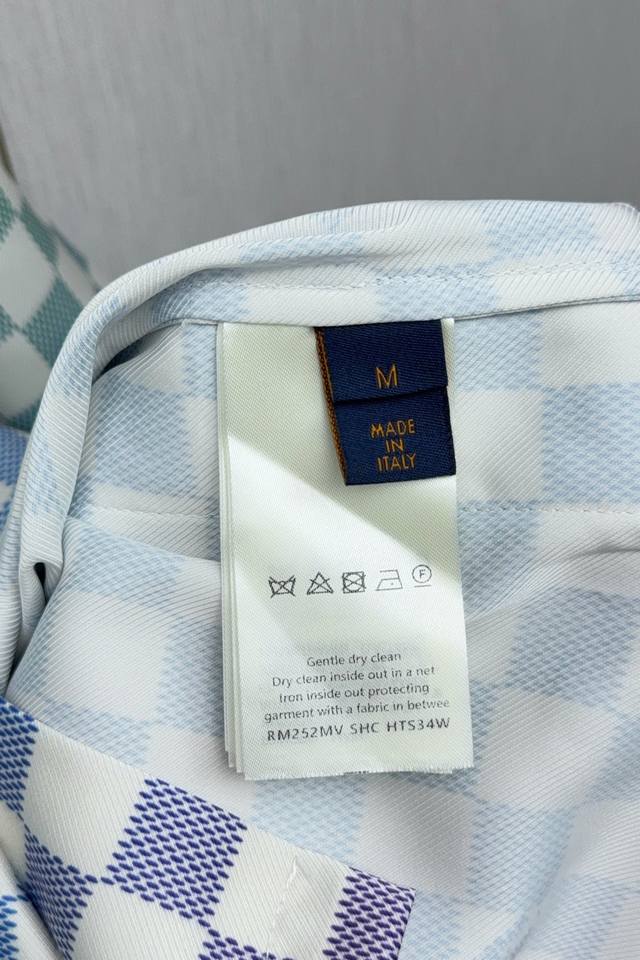 M
MADE
IN
ITALY
F
Gentle dry clean
Dry clean inside out in a net
Iron inside out protecting
garment with a fabric in betwee
RM252MV SHC HTS34W